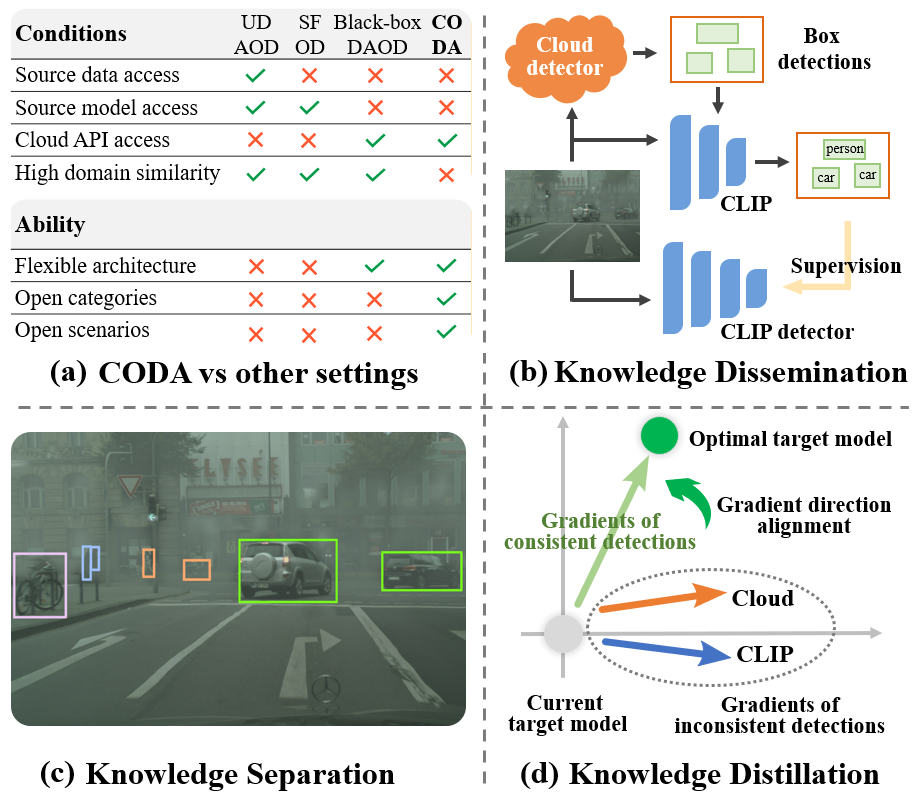 Conditions UD AOD SF OD Black-box DAOD CO DA
Source data access ✓ ✗ ✗ ✗
Source model access ✓ ✓ ✗ ✗
Cloud API access ✗ ✗ ✓ ✓
High domain similarity ✓ ✓ ✓ ✗
Ability
Flexible architecture ✗ ✗ ✓ ✓
Open categories ✗ ✗ ✗ ✓
Open scenarios ✗ ✗ ✗ ✓
(a) CODA vs other settings
Cloud
detector
Box
detections
CLIP
person
car car
Supervision
CLIP detector
(b) Knowledge Dissemination
LYSÉE
(c) Knowledge Separation
Optimal target model
Gradient direction
alignment
Gradients of
consistent detections
Cloud
CLIP
Current
target model
Gradients of
inconsistent detections
(d) Knowledge Distillation